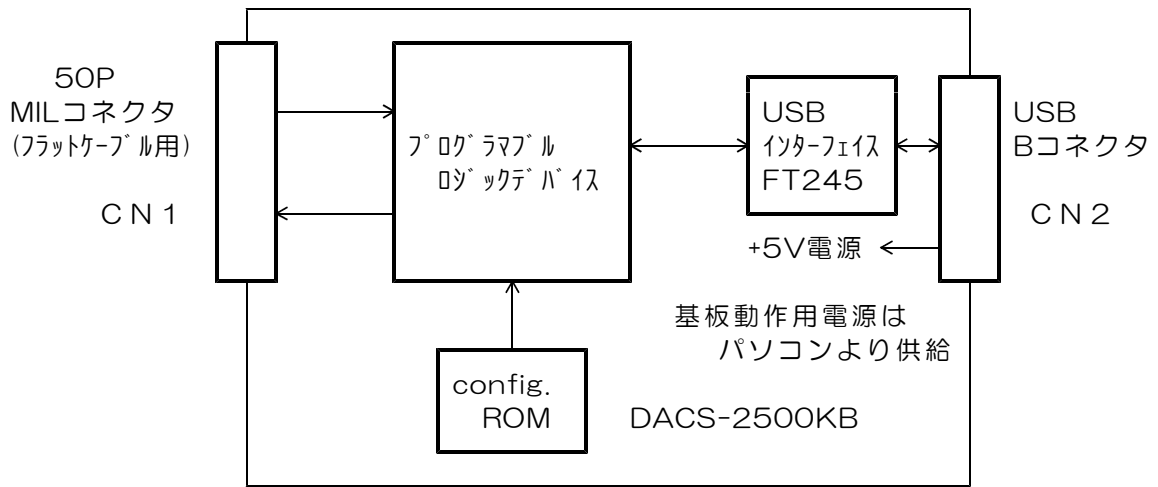 50P
MILコネクタ
(フラットケーブル用)
CN1
プログラマブル
ロジックデバイス
USB
インターフェイス
FT245
USB
Bコネクタ
CN2
+5V電源
基板動作用電源は
パソコンより供給
config.
ROM
DACS-2500KB